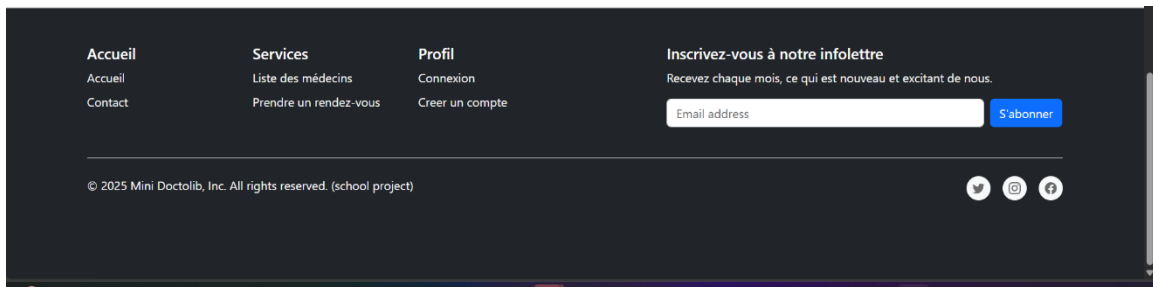 Accueil
Accueil
Contact
Services
Liste des médecins
Prendre un rendez-vous
Profil
Connexion
Creer un compte
Inscrivez-vous à notre infolettre
Recevez chaque mois, ce qui est nouveau et excitant de nous.
Email address
S'abonner
© 2025 Mini Doctolib, Inc. All rights reserved. (school project)